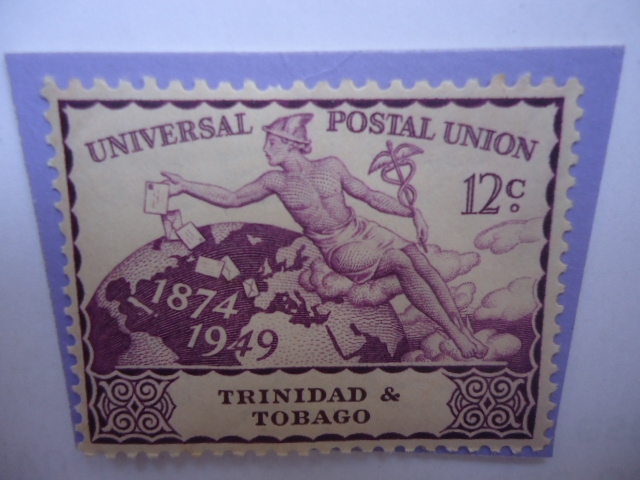 UNIVERSAL POSTAL UNION
12c.
1874
1949
TRINIDAD &
TOBAGO